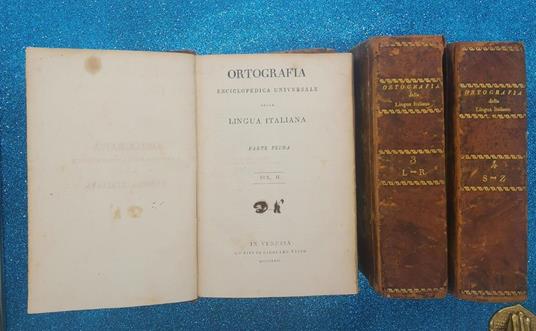 ORTOGRAFIA
ENCICLOPEDICA UNIVERSALE
DELLA
LINGUA ITALIANA
PARTE PRIMA
VOL. II.
IN VENEZIA
ORTOGRAFIA
della
Lingua Italiana
3
L–R
ORTOGRAFIA
della
Lingua Italiana
4
S–Z